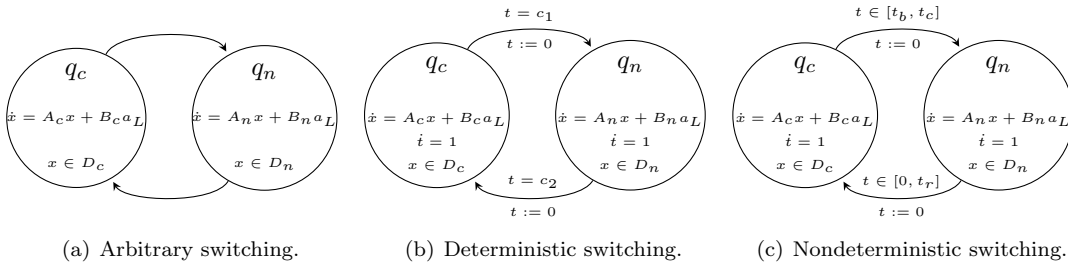 t = c₁
t := 0
t ∈ [t_b, t_c]
t := 0
q_c
q_n
q_c
q_n
q_c
q_n
ẋ = A_c x + B_c a_L
ẋ = A_n x + B_n a_L
ẋ = A_c x + B_c a_L
ẋ = A_n x + B_n a_L
ẋ = A_c x + B_c a_L
ẋ = A_n x + B_n a_L
ṫ = 1
ṫ = 1
ṫ = 1
ṫ = 1
x ∈ D_c
x ∈ D_n
x ∈ D_c
x ∈ D_n
x ∈ D_c
x ∈ D_n
t = c₂
t := 0
t ∈ [0, t_r]
t := 0
(a) Arbitrary switching.
(b) Deterministic switching.
(c) Nondeterministic switching.